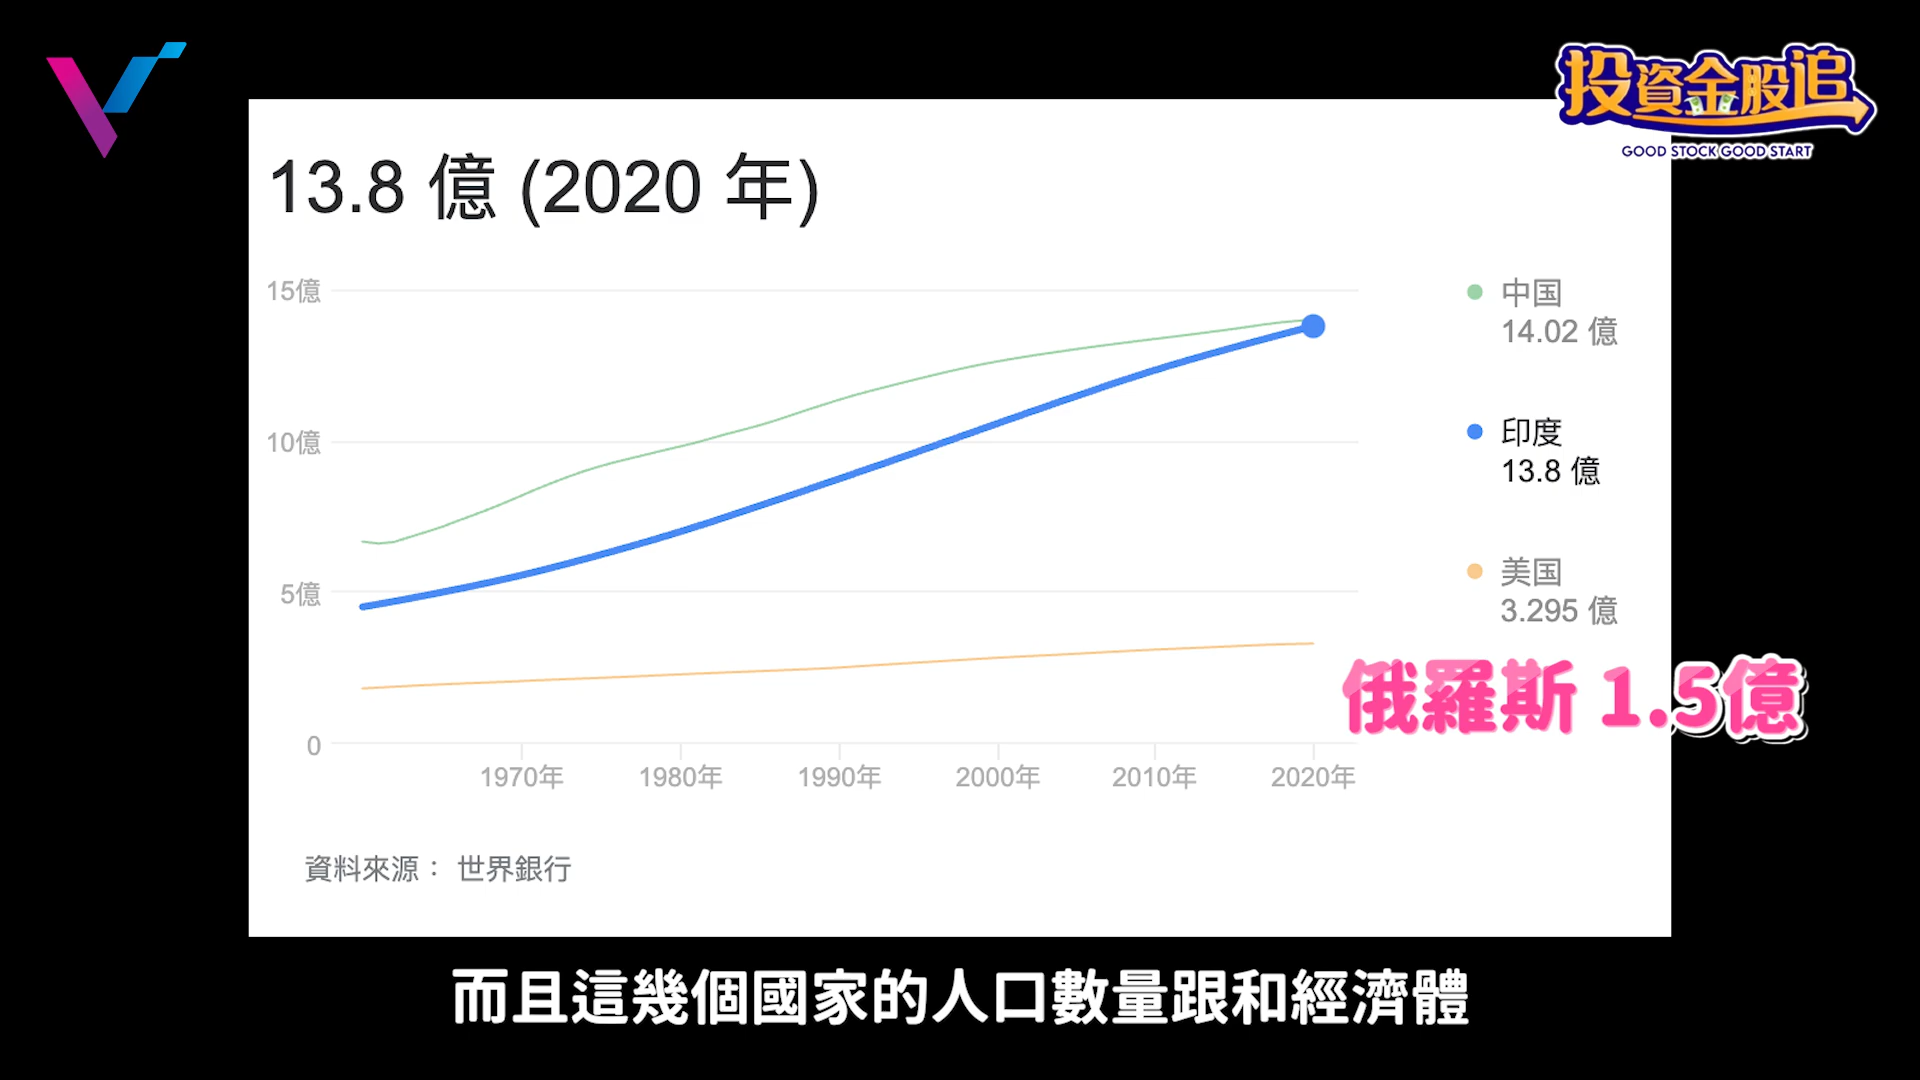 投資金股追
GOOD STOCK GOOD START
13.8 億 (2020 年)
15億
10億
5億
0
1970年
1980年
1990年
2000年
2010年
2020年
中国
14.02 億
印度
13.8 億
美国
3.295 億
俄羅斯 1.5億
資料來源： 世界銀行
而且這幾個國家的人口數量跟和經濟體